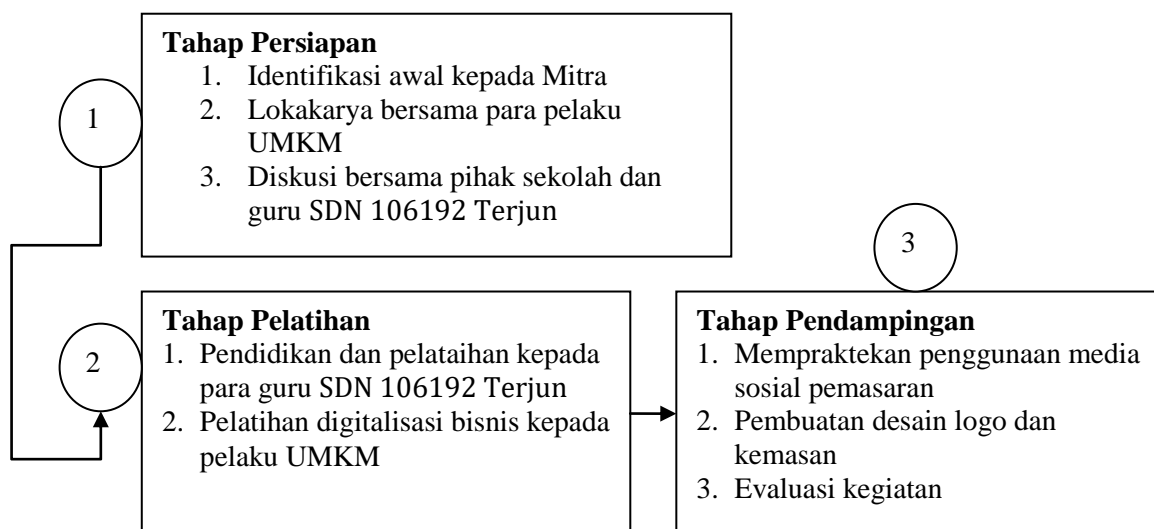 1
Tahap Persiapan
1. Identifikasi awal kepada Mitra
2. Lokakarya bersama para pelaku
UMKM
3. Diskusi bersama pihak sekolah dan
guru SDN 106192 Terjun
2
Tahap Pelatihan
1. Pendidikan dan pelataihan kepada
para guru SDN 106192 Terjun
2. Pelatihan digitalisasi bisnis kepada
pelaku UMKM
3
Tahap Pendampingan
1. Mempraktekan penggunaan media
sosial pemasaran
2. Pembuatan desain logo dan
kemasan
3. Evaluasi kegiatan